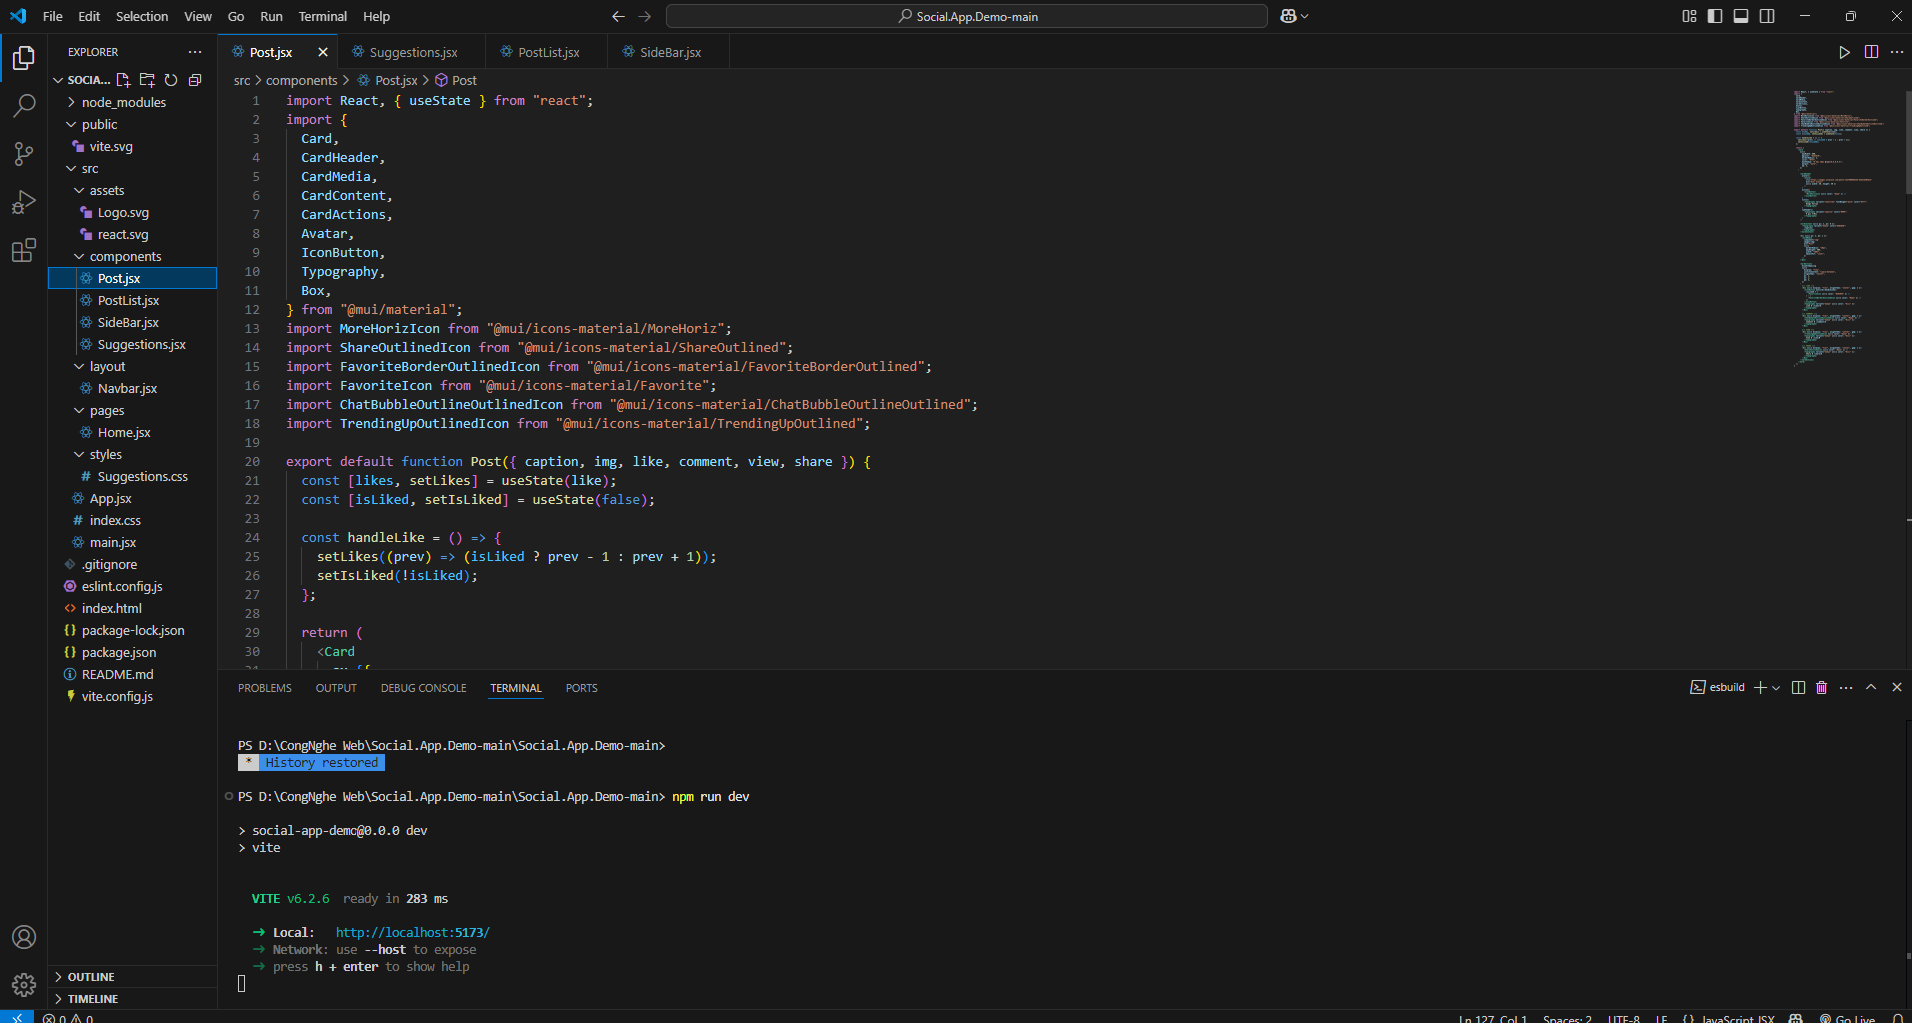 File Edit Selection View Go Run Terminal Help
Social.App.Demo-main
EXPLORER
SOCIA...
node_modules
public
vite.svg
src
assets
Logo.svg
react.svg
components
Post.jsx
PostList.jsx
SideBar.jsx
Suggestions.jsx
layout
Navbar.jsx
pages
Home.jsx
styles
# Suggestions.css
App.jsx
# index.css
main.jsx
.gitignore
eslint.config.js
<> index.html
{} package-lock.json
{} package.json
README.md
vite.config.js
OUTLINE
TIMELINE
Post.jsx Suggestions.jsx PostList.jsx SideBar.jsx
src > components > Post.jsx > Post
1 import React, { useState } from "react";
2 import {
3 Card,
4 CardHeader,
5 CardMedia,
6 CardContent,
7 CardActions,
8 Avatar,
9 IconButton,
10 Typography,
11 Box,
12 } from "@mui/material";
13 import MoreHorizIcon from "@mui/icons-material/MoreHoriz";
14 import ShareOutlinedIcon from "@mui/icons-material/ShareOutlined";
15 import FavoriteBorderOutlinedIcon from "@mui/icons-material/FavoriteBorderOutlined";
16 import FavoriteIcon from "@mui/icons-material/Favorite";
17 import ChatBubbleOutlineOutlinedIcon from "@mui/icons-material/ChatBubbleOutlineOutlined";
18 import TrendingUpOutlinedIcon from "@mui/icons-material/TrendingUpOutlined";
19
20 export default function Post({ caption, img, like, comment, view, share }) {
21 const [likes, setLikes] = useState(like);
22 const [isLiked, setIsLiked] = useState(false);
23
24 const handleLike = () => {
25 setLikes((prev) => (isLiked ? prev - 1 : prev + 1));
26 setIsLiked(!isLiked);
27 };
28
29 return (
30 <Card
31 sx={{
PROBLEMS OUTPUT DEBUG CONSOLE TERMINAL PORTS
esbuild
PS D:\CongNghe Web\Social.App.Demo-main\Social.App.Demo-main>
* History restored
PS D:\CongNghe Web\Social.App.Demo-main\Social.App.Demo-main> npm run dev
> social-app-demo@0.0.0 dev
> vite
VITE v6.2.6 ready in 283 ms
➜ Local: http://localhost:5173/
➜ Network: use --host to expose
➜ press h + enter to show help
0 0
Ln 127, Col 1 Spaces: 2 UTF-8 LF {} JavaScript JSX Go Live